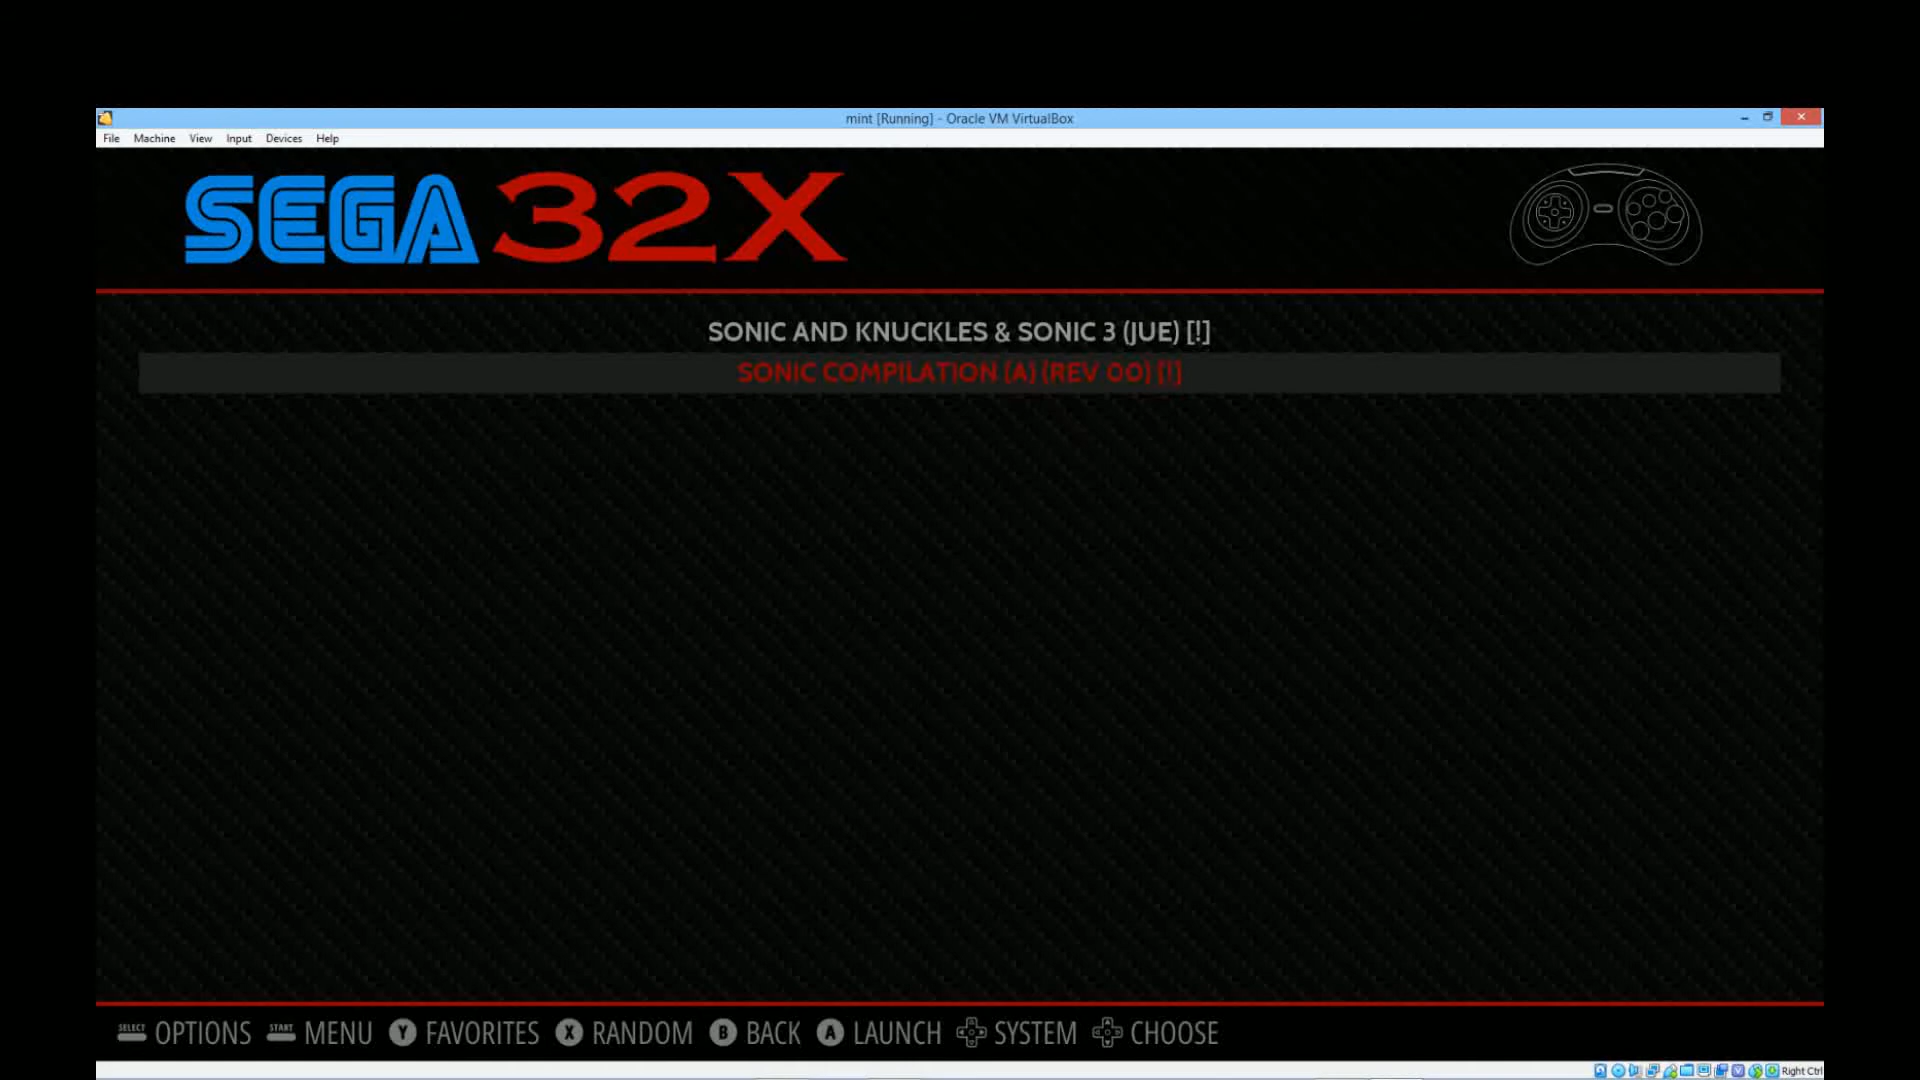 mint [Running] - Oracle VM VirtualBox
File Machine View Input Devices Help
SEGA 32X
SONIC AND KNUCKLES & SONIC 3 (JUE) [!]
SONIC COMPILATION (A) (REV 00) [!]
SELECT OPTIONS START MENU Y FAVORITES X RANDOM B BACK A LAUNCH SYSTEM CHOOSE
Right Ctrl